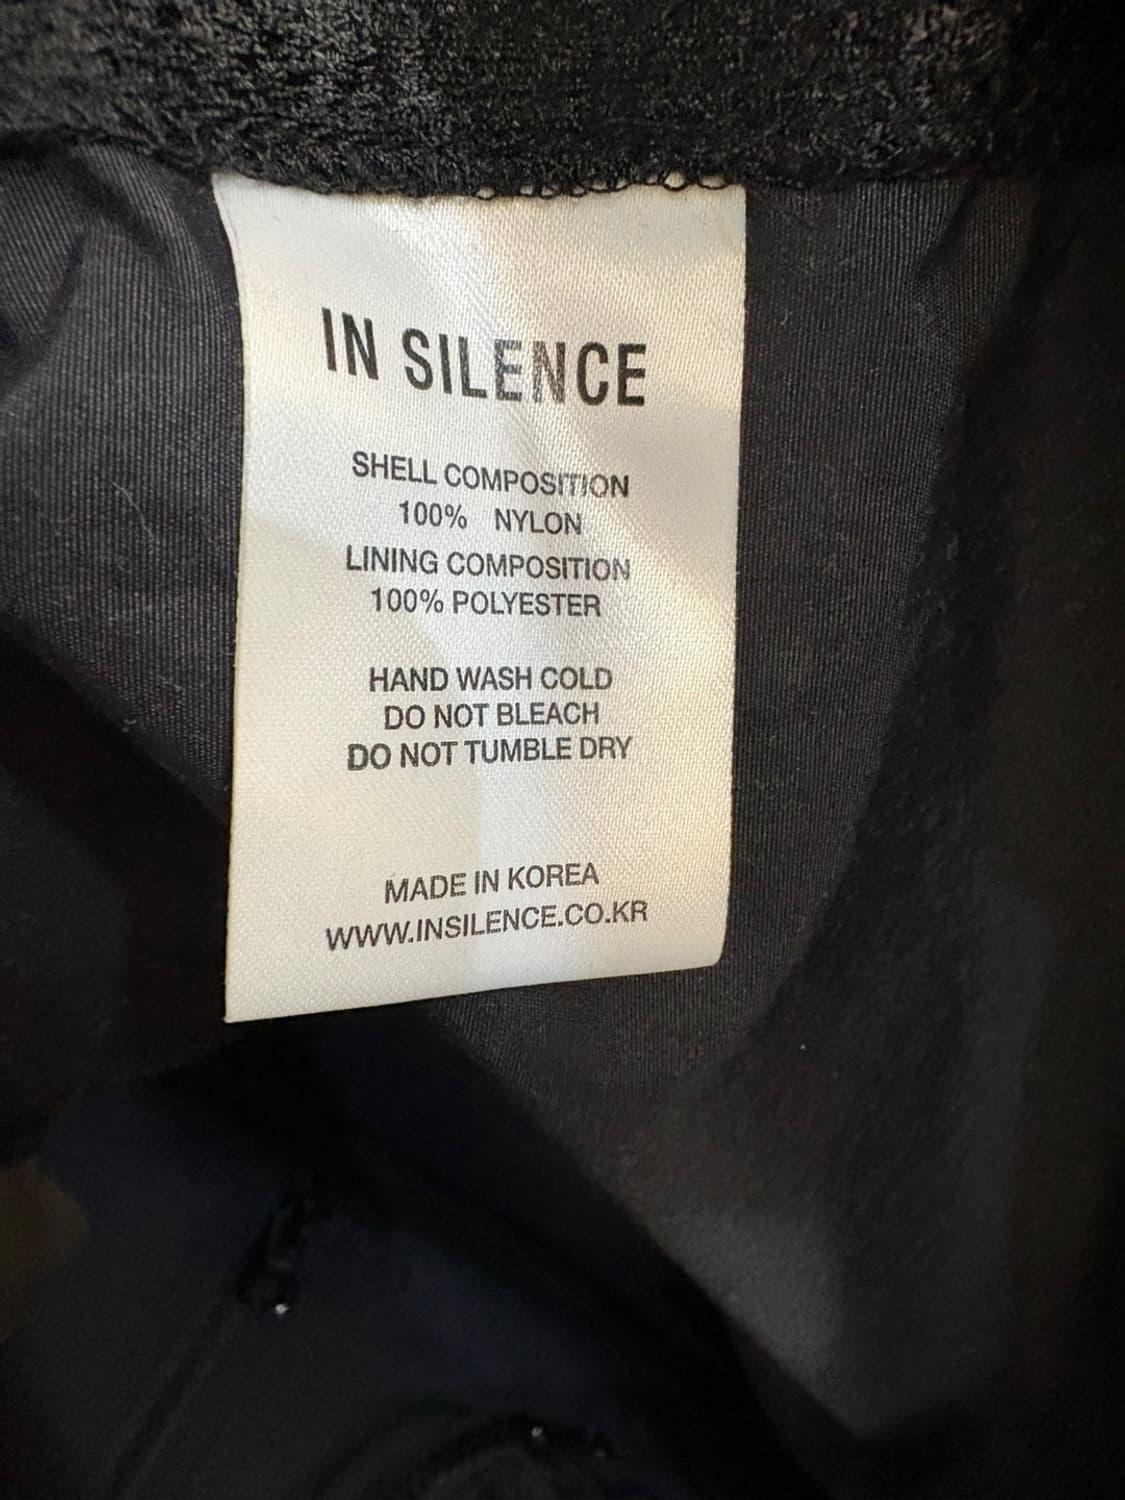 IN SILENCE
SHELL COMPOSITION
100% NYLON
LINING COMPOSITION
100% POLYESTER
HAND WASH COLD
DO NOT BLEACH
DO NOT TUMBLE DRY
MADE IN KOREA
WWW.INSILENCE.CO.KR